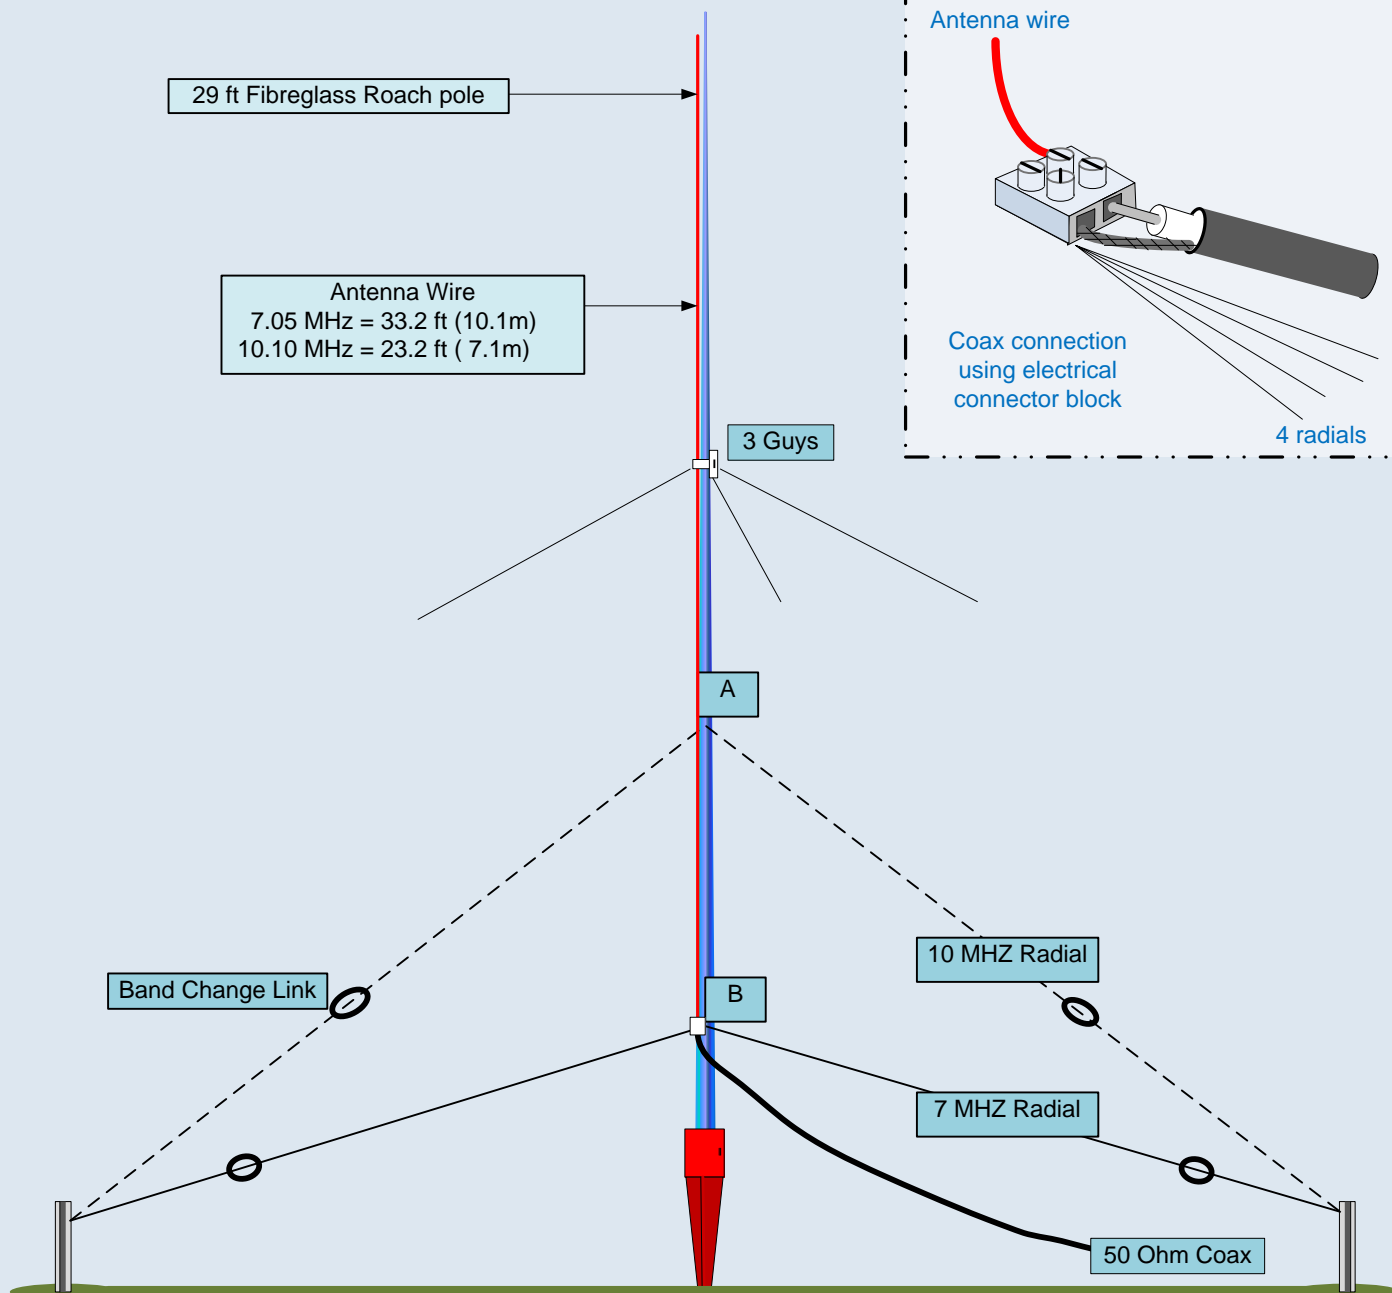 Antenna wire
29 ft Fibreglass Roach pole
Antenna Wire
7.05 MHz = 33.2 ft (10.1m)
10.10 MHz = 23.2 ft ( 7.1m)
Coax connection
using electrical
connector block
4 radials
3 Guys
A
10 MHZ Radial
Band Change Link
B
7 MHZ Radial
50 Ohm Coax